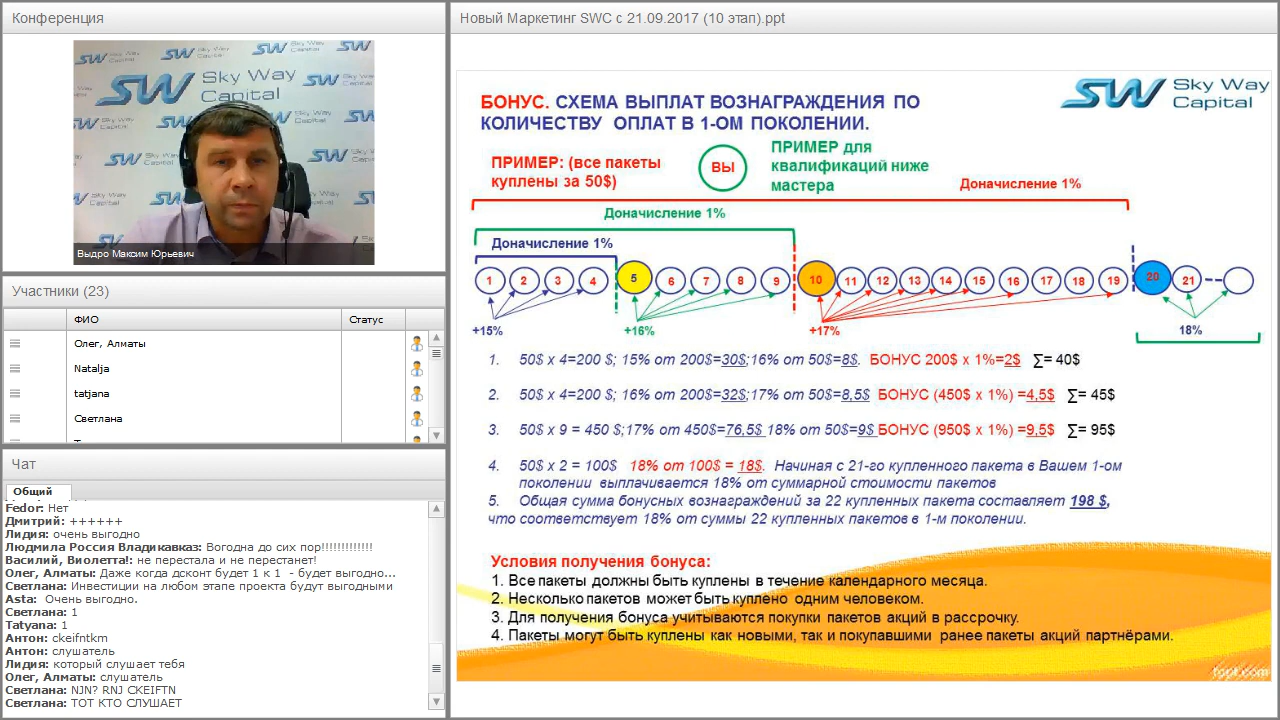 Конференция
Новый Маркетинг SWC с 21.09.2017 (10 этап).ppt
SW Sky Way
Capital
Выдро Максим Юрьевич
Участники (23)
ФИО
Статус
Олег, Алматы
Natalja
tatjana
Светлана
Чат
Общий
Fedor: Нет
Дмитрий: ++++++
Лидия: очень выгодно
Людмила Россия Владикавказ: Вогодна до сих пор!!!!!!!!!!!!!
Василий, Виолетта!: не перестала и не перестанет!
Олег, Алматы: Даже когда дсконт будет 1 к 1 - будет выгодно...
Светлана: Инвестиции на любом этапе проекта будут выгодными
Asta: Очень выгодно.
Светлана: 1
Tatyana: 1
Антон: ckeifntkm
Антон: слушатель
Лидия: который слушает тебя
Олег, Алматы: слушатель
Светлана: NJN? RNJ CKEIFTN
Светлана: ТОТ КТО СЛУШАЕТ
SW Sky Way
Capital
БОНУС. СХЕМА ВЫПЛАТ ВОЗНАГРАЖДЕНИЯ ПО
КОЛИЧЕСТВУ ОПЛАТ В 1-ОМ ПОКОЛЕНИИ.
ПРИМЕР: (все пакеты
куплены за 50$)
ВЫ
ПРИМЕР для
квалификаций ниже
мастера
Доначисление 1%
Доначисление 1%
Доначисление 1%
1 2 3 4 5 6 7 8 9 10 11 12 13 14 15 16 17 18 19 20 21
+15% +16% +17% 18%
1. 50$ х 4=200 $; 15% от 200$=30$;16% от 50$=8$. БОНУС 200$ х 1%=2$ ∑= 40$
2. 50$ х 4=200 $; 16% от 200$=32$;17% от 50$=8,5$ БОНУС (450$ х 1%) =4,5$ ∑= 45$
3. 50$ х 9 = 450 $;17% от 450$=76,5$ 18% от 50$=9$ БОНУС (950$ х 1%) =9,5$ ∑= 95$
4. 50$ х 2 = 100$ 18% от 100$ = 18$. Начиная с 21-го купленного пакета в Вашем 1-ом
поколении выплачивается 18% от суммарной стоимости пакетов
5. Общая сумма бонусных вознаграждений за 22 купленных пакета составляет 198 $,
что соответствует 18% от суммы 22 купленных пакетов в 1-м поколении.
Условия получения бонуса:
1. Все пакеты должны быть куплены в течение календарного месяца.
2. Несколько пакетов может быть куплено одним человеком.
3. Для получения бонуса учитываются покупки пакетов акций в рассрочку.
4. Пакеты могут быть куплены как новыми, так и покупавшими ранее пакеты акций партнёрами.
fppt.com